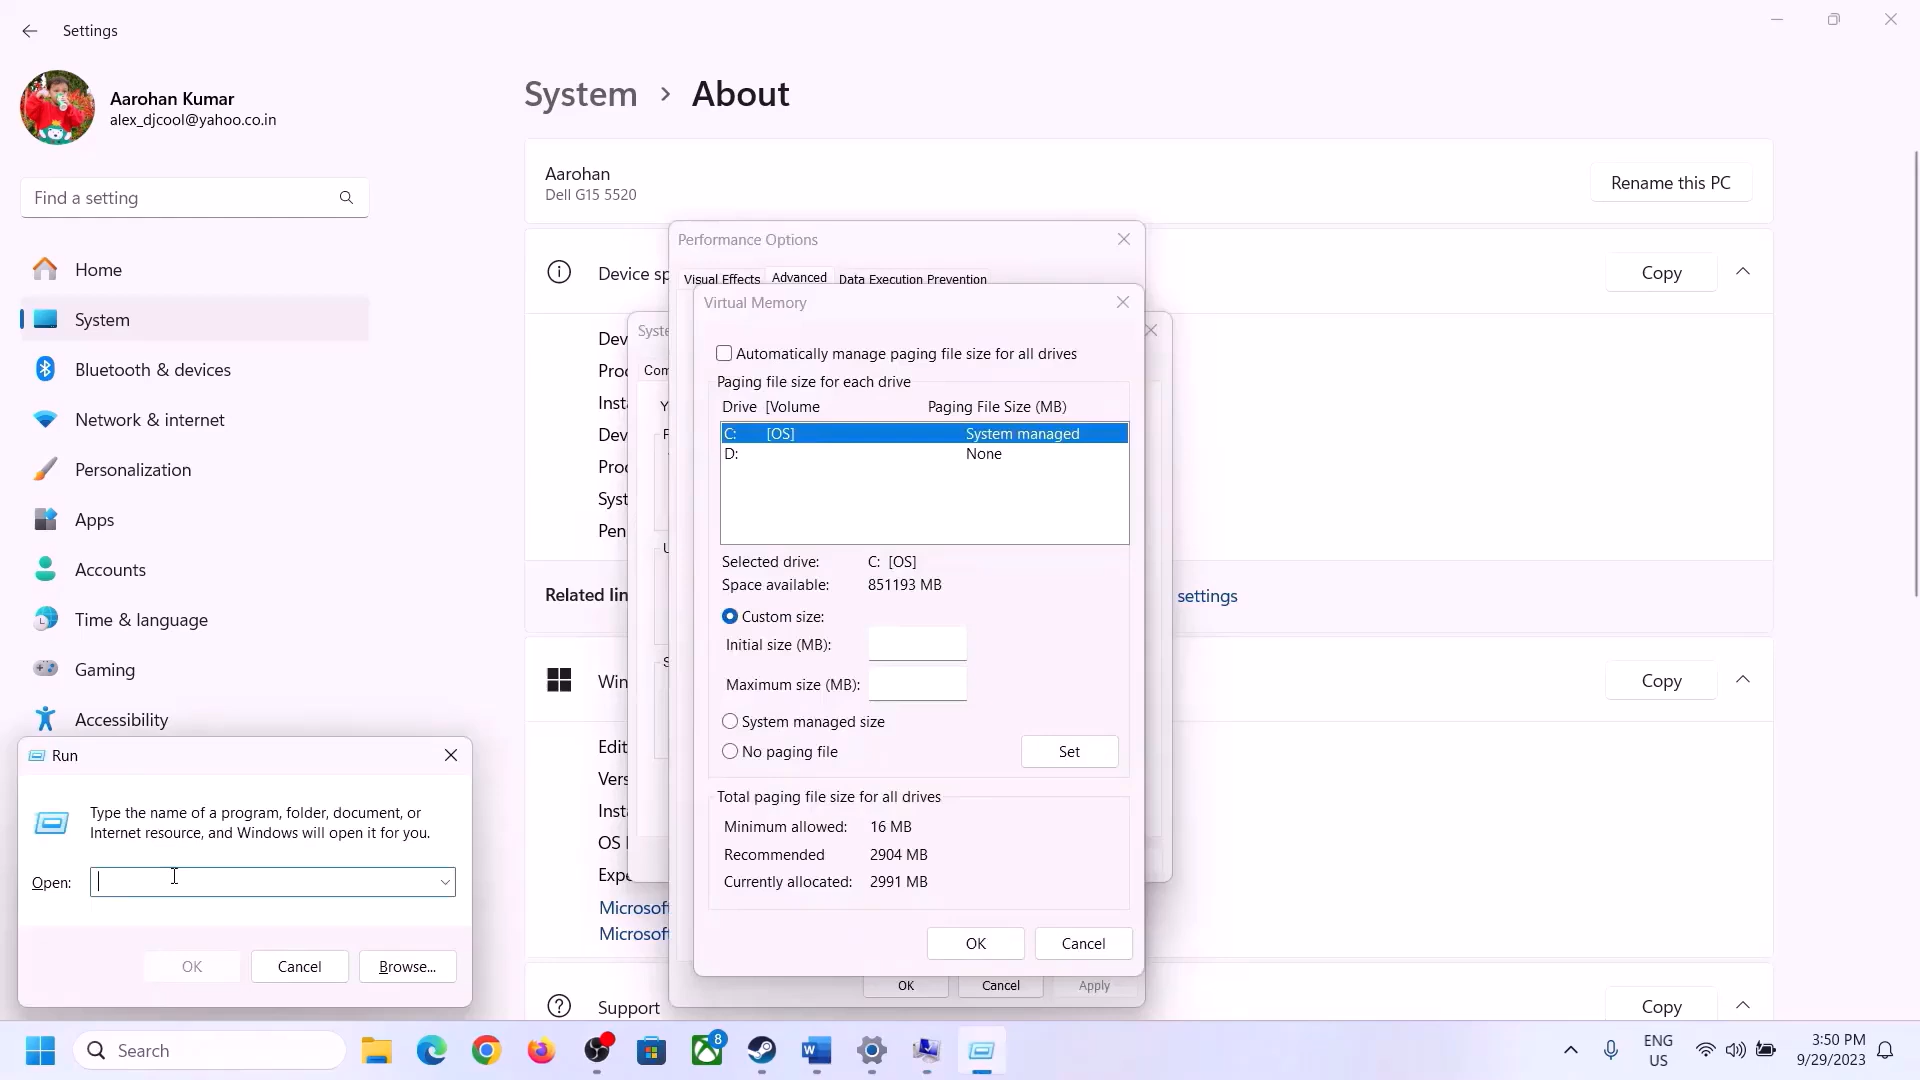 Settings
Aarohan Kumar
alex_djcool@yahoo.co.in
Find a setting
Home
System
Bluetooth & devices
Network & internet
Personalization
Apps
Accounts
Time & language
Gaming
Accessibility
System > About
Aarohan
Dell G15 5520
Rename this PC
Device sp
Copy
Dev
Proc
Insta
Dev
Proc
Syst
Pen
Related lin
settings
Win
Copy
Edit
Vers
Insta
OS
Expe
Microsoft
Microsoft
Support
Copy
Syste
Com
Y
Performance Options
Visual Effects
Advanced
Data Execution Prevention
OK
Cancel
Apply
Virtual Memory
Automatically manage paging file size for all drives
Paging file size for each drive
Drive [Volume Paging File Size (MB)
C: [OS] System managed
D: None
Selected drive: C: [OS]
Space available: 851193 MB
Custom size:
Initial size (MB):
Maximum size (MB):
System managed size
No paging file
Set
Total paging file size for all drives
Minimum allowed: 16 MB
Recommended 2904 MB
Currently allocated: 2991 MB
OK
Cancel
Run
Type the name of a program, folder, document, or
Internet resource, and Windows will open it for you.
Open:
OK
Cancel
Browse...
Search
8
ENG
US
3:50 PM
9/29/2023